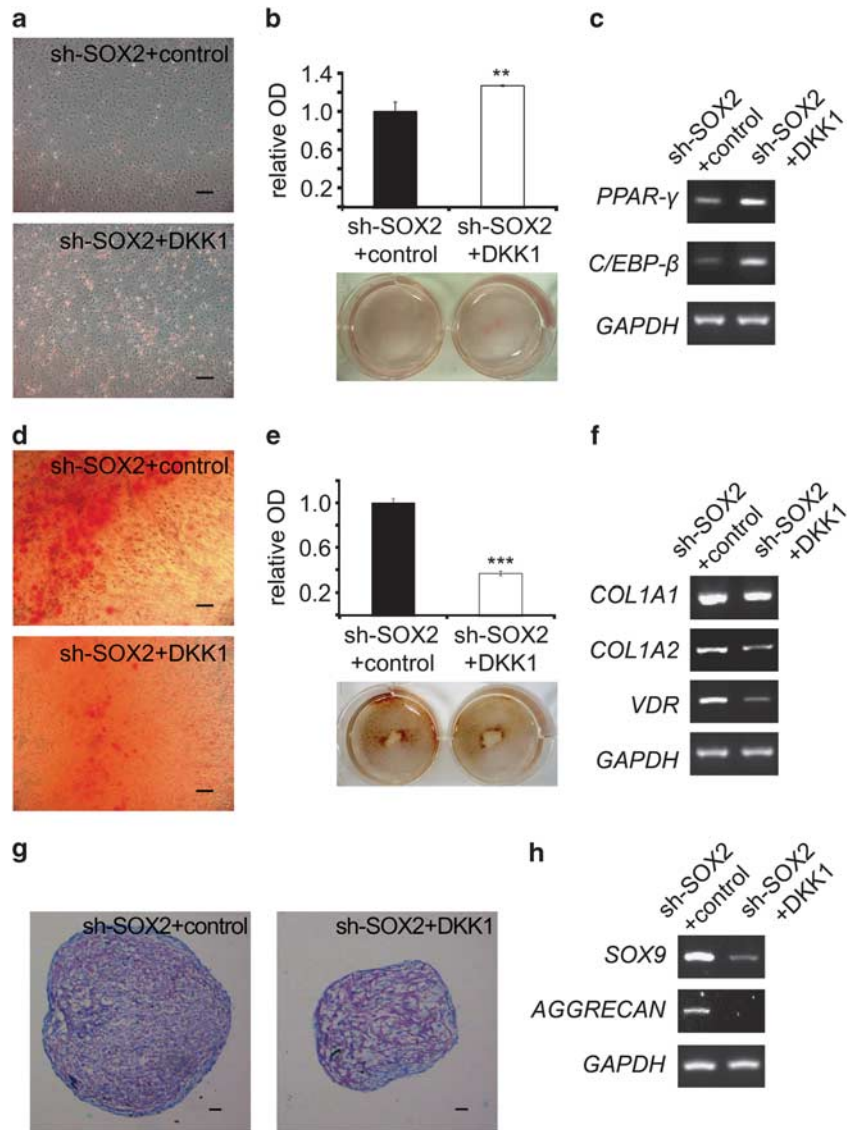 a
sh-SOX2+control
sh-SOX2+DKK1
b
relative OD
1.4
1.0
0.6
0.2
**
sh-SOX2
+control
sh-SOX2
+DKK1
c
sh-SOX2
+control
sh-SOX2
+DKK1
PPAR-γ
C/EBP-β
GAPDH
d
sh-SOX2+control
sh-SOX2+DKK1
e
relative OD
1.0
0.6
0.2
***
sh-SOX2
+control
sh-SOX2
+DKK1
f
sh-SOX2
+control
sh-SOX2
+DKK1
COL1A1
COL1A2
VDR
GAPDH
g
sh-SOX2+control
sh-SOX2+DKK1
h
sh-SOX2
+control
sh-SOX2
+DKK1
SOX9
AGGRECAN
GAPDH